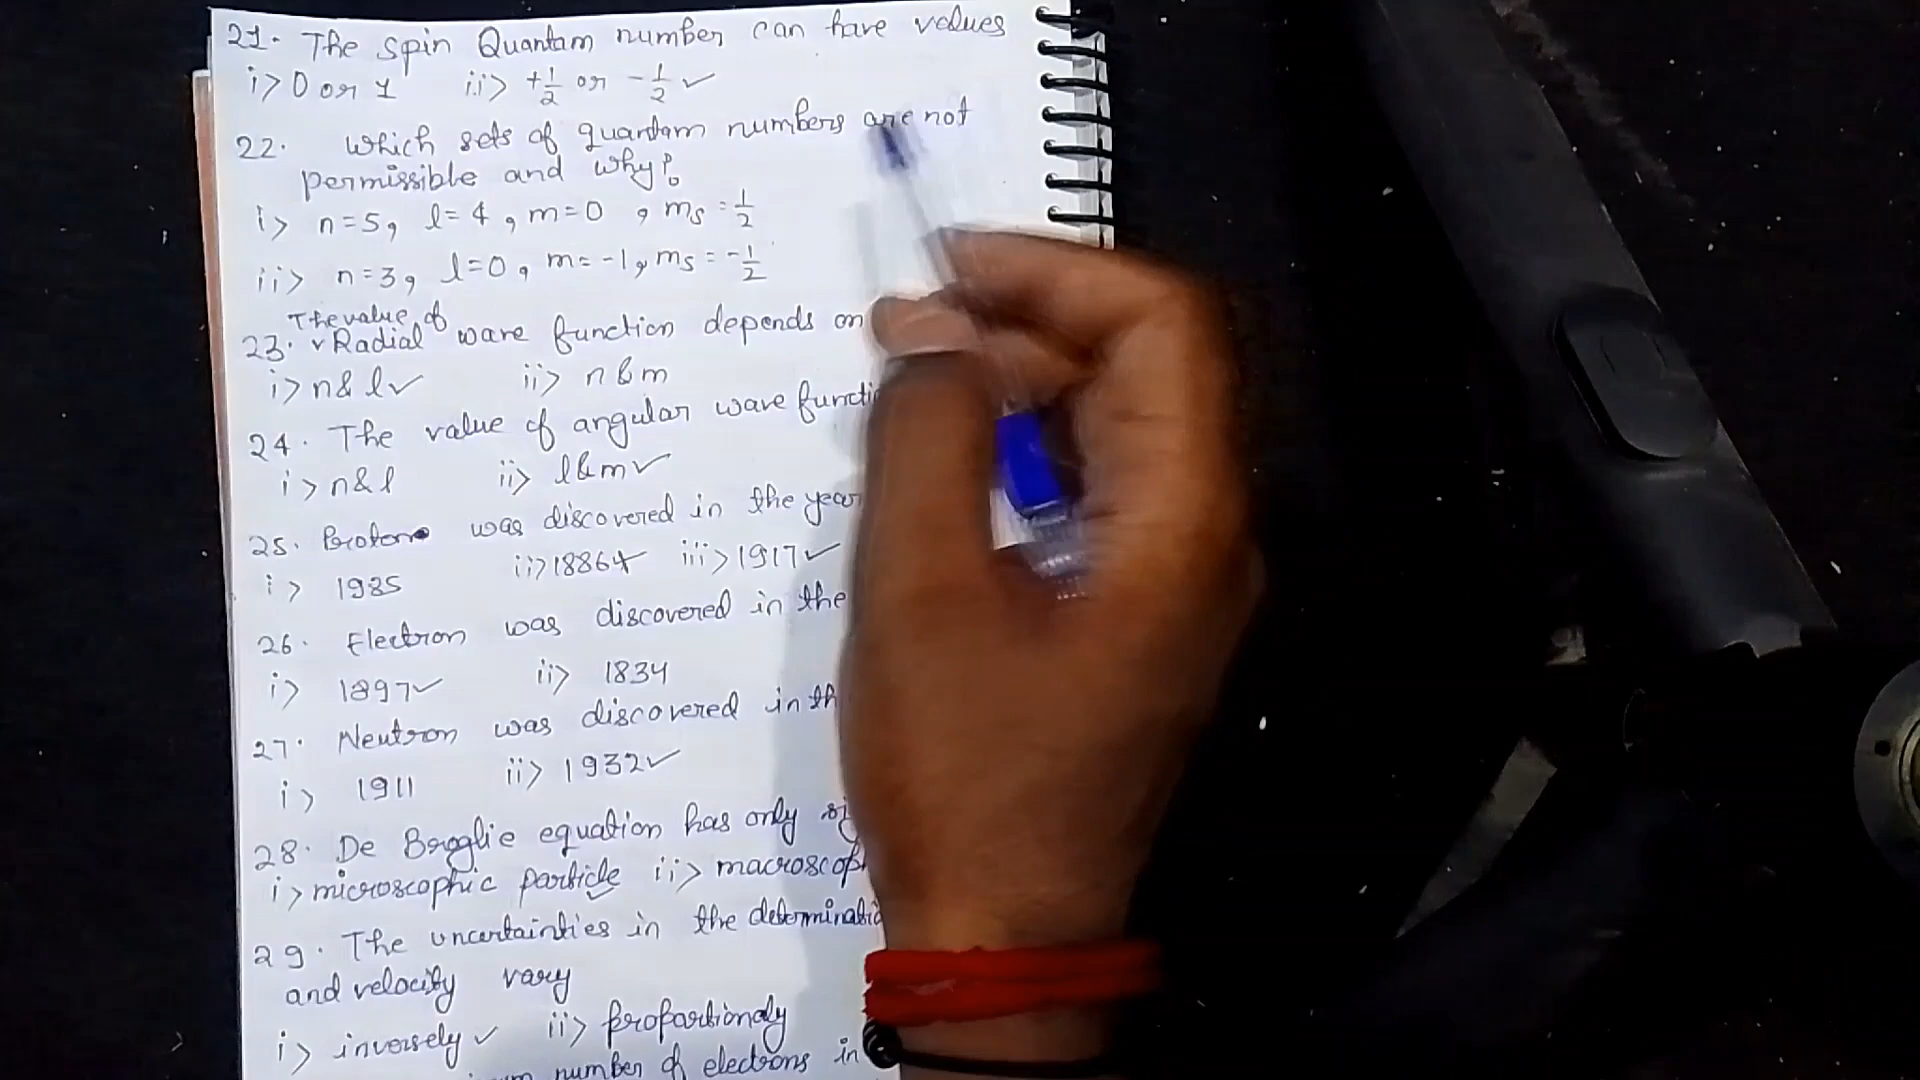 21. The spin Quantam number can have values
i> 0 or 1 ii> +1/2 or -1/2 ✓
22. which sets of quantam numbers are not
permissible and why?
i> n=5, l=4, m=0, ms=1/2
ii> n=3, l=0, m=-1, ms=-1/2
The value of
23. Radial wave function depends on
i> n&l✓ ii> n&m
24. The value of angular wave functi
i> n&l ii> l&m✓
25. Proton was discovered in the year
i> 1935 ii> 1886 iii> 1917✓
26. Electron was discovered in the
i> 1897✓ ii> 1834
27. Neutron was discovered in th
i> 1911 ii> 1932✓
28. De Broglie equation has only
i> microscophic particle ii> macroscop
29. The uncertainties in the determinatio
and velocity vary
i> inversely ✓ ii> propartionaly
number of electrons in